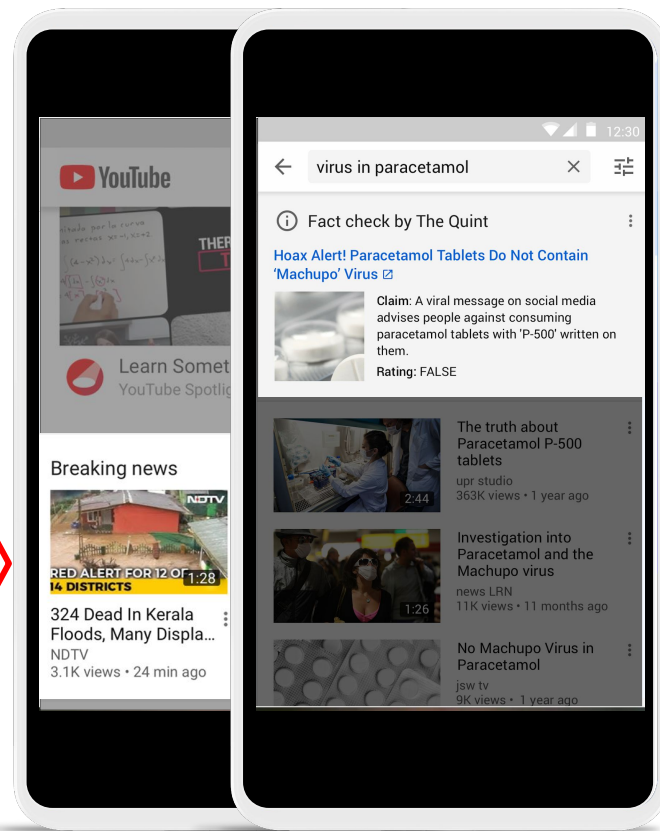 YouTube
THER
T
Learn Somet
YouTube Spotlig
Breaking news
NDTV
RED ALERT FOR 12 OF
14 DISTRICTS
1:28
324 Dead In Kerala
Floods, Many Displa...
NDTV
3.1K views • 24 min ago
12:30
virus in paracetamol
Fact check by The Quint
Hoax Alert! Paracetamol Tablets Do Not Contain
‘Machupo’ Virus
Claim: A viral message on social media
advises people against consuming
paracetamol tablets with 'P-500' written on
them.
Rating: FALSE
2:44
The truth about
Paracetamol P-500
tablets
upr studio
363K views • 1 year ago
1:26
Investigation into
Paracetamol and the
Machupo virus
news LRN
11K views • 11 months ago
No Machupo Virus in
Paracetamol
jsw tv
9K views • 1 year ago